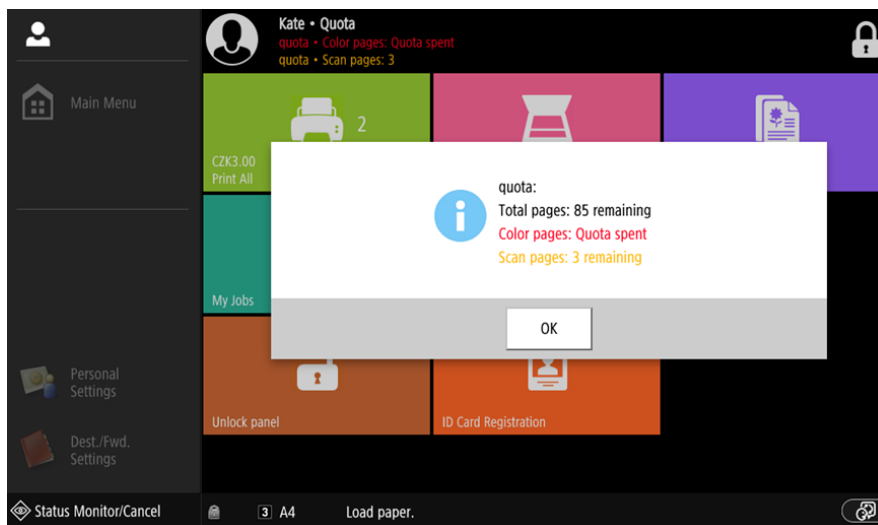 Kate • Quota
quota • Color pages: Quota spent
quota • Scan pages: 3
Main Menu
2
CZK3.00
Print All
quota:
Total pages: 85 remaining
Color pages: Quota spent
Scan pages: 3 remaining
OK
My Jobs
Unlock panel
ID Card Registration
Personal
Settings
Dest./Fwd.
Settings
Status Monitor/Cancel
3 A4 Load paper.